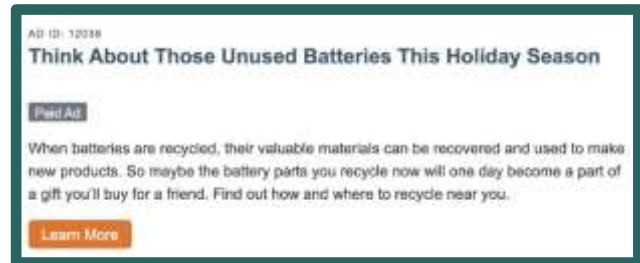 AD ID: 12038
Think About Those Unused Batteries This Holiday Season
Paid Ad
When batteries are recycled, their valuable materials can be recovered and used to make
new products. So maybe the battery parts you recycle now will one day become a part of
a gift you'll buy for a friend. Find out how and where to recycle near you.
Learn More